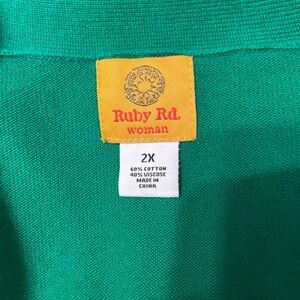 Ruby Rd.
woman
2X
60% COTTON
40% VISCOSE
MADE IN
CHINA